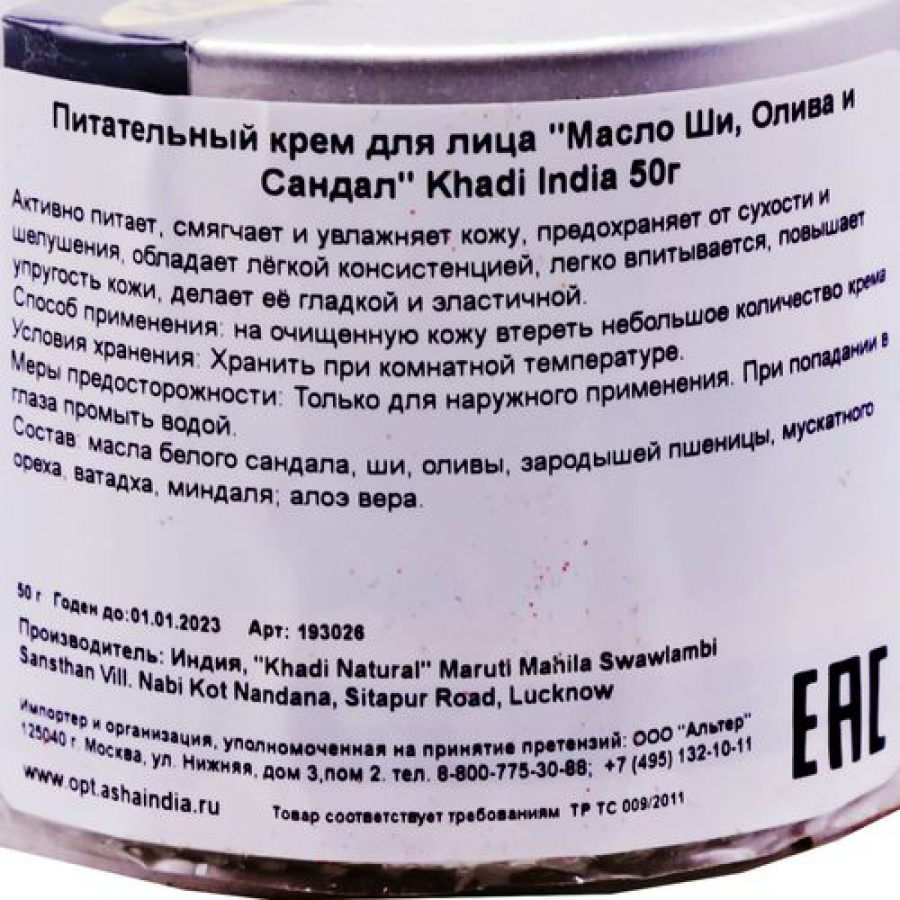 Питательный крем для лица "Масло Ши, Олива и
Сандал" Khadi India 50г
Активно питает, смягчает и увлажняет кожу, предохраняет от сухости и
шелушения, обладает лёгкой консистенцией, легко впитывается, повышает
упругость кожи, делает её гладкой и эластичной.
Способ применения: на очищенную кожу втереть небольшое количество крема
Условия хранения: Хранить при комнатной температуре.
Меры предосторожности: Только для наружного применения. При попадании в
глаза промыть водой.
Состав: масла белого сандала, ши, оливы, зародышей пшеницы, мускатного
ореха, ватадха, миндаля; алоэ вера.
50 г Годен до:01.01.2023 Арт: 193026
Производитель: Индия, "Khadi Natural" Maruti Mahila Swawlambi
Sansthan Vill. Nabi Kot Nandana, Sitapur Road, Lucknow
Импортер и организация, уполномоченная на принятие претензий: ООО "Альтер"
125040 г. Москва, ул. Нижняя, дом 3,пом 2. тел. 8-800-775-30-88; +7 (495) 132-10-11
www.opt.ashaindia.ru
Товар соответствует требованиям ТР ТС 009/2011
EAC